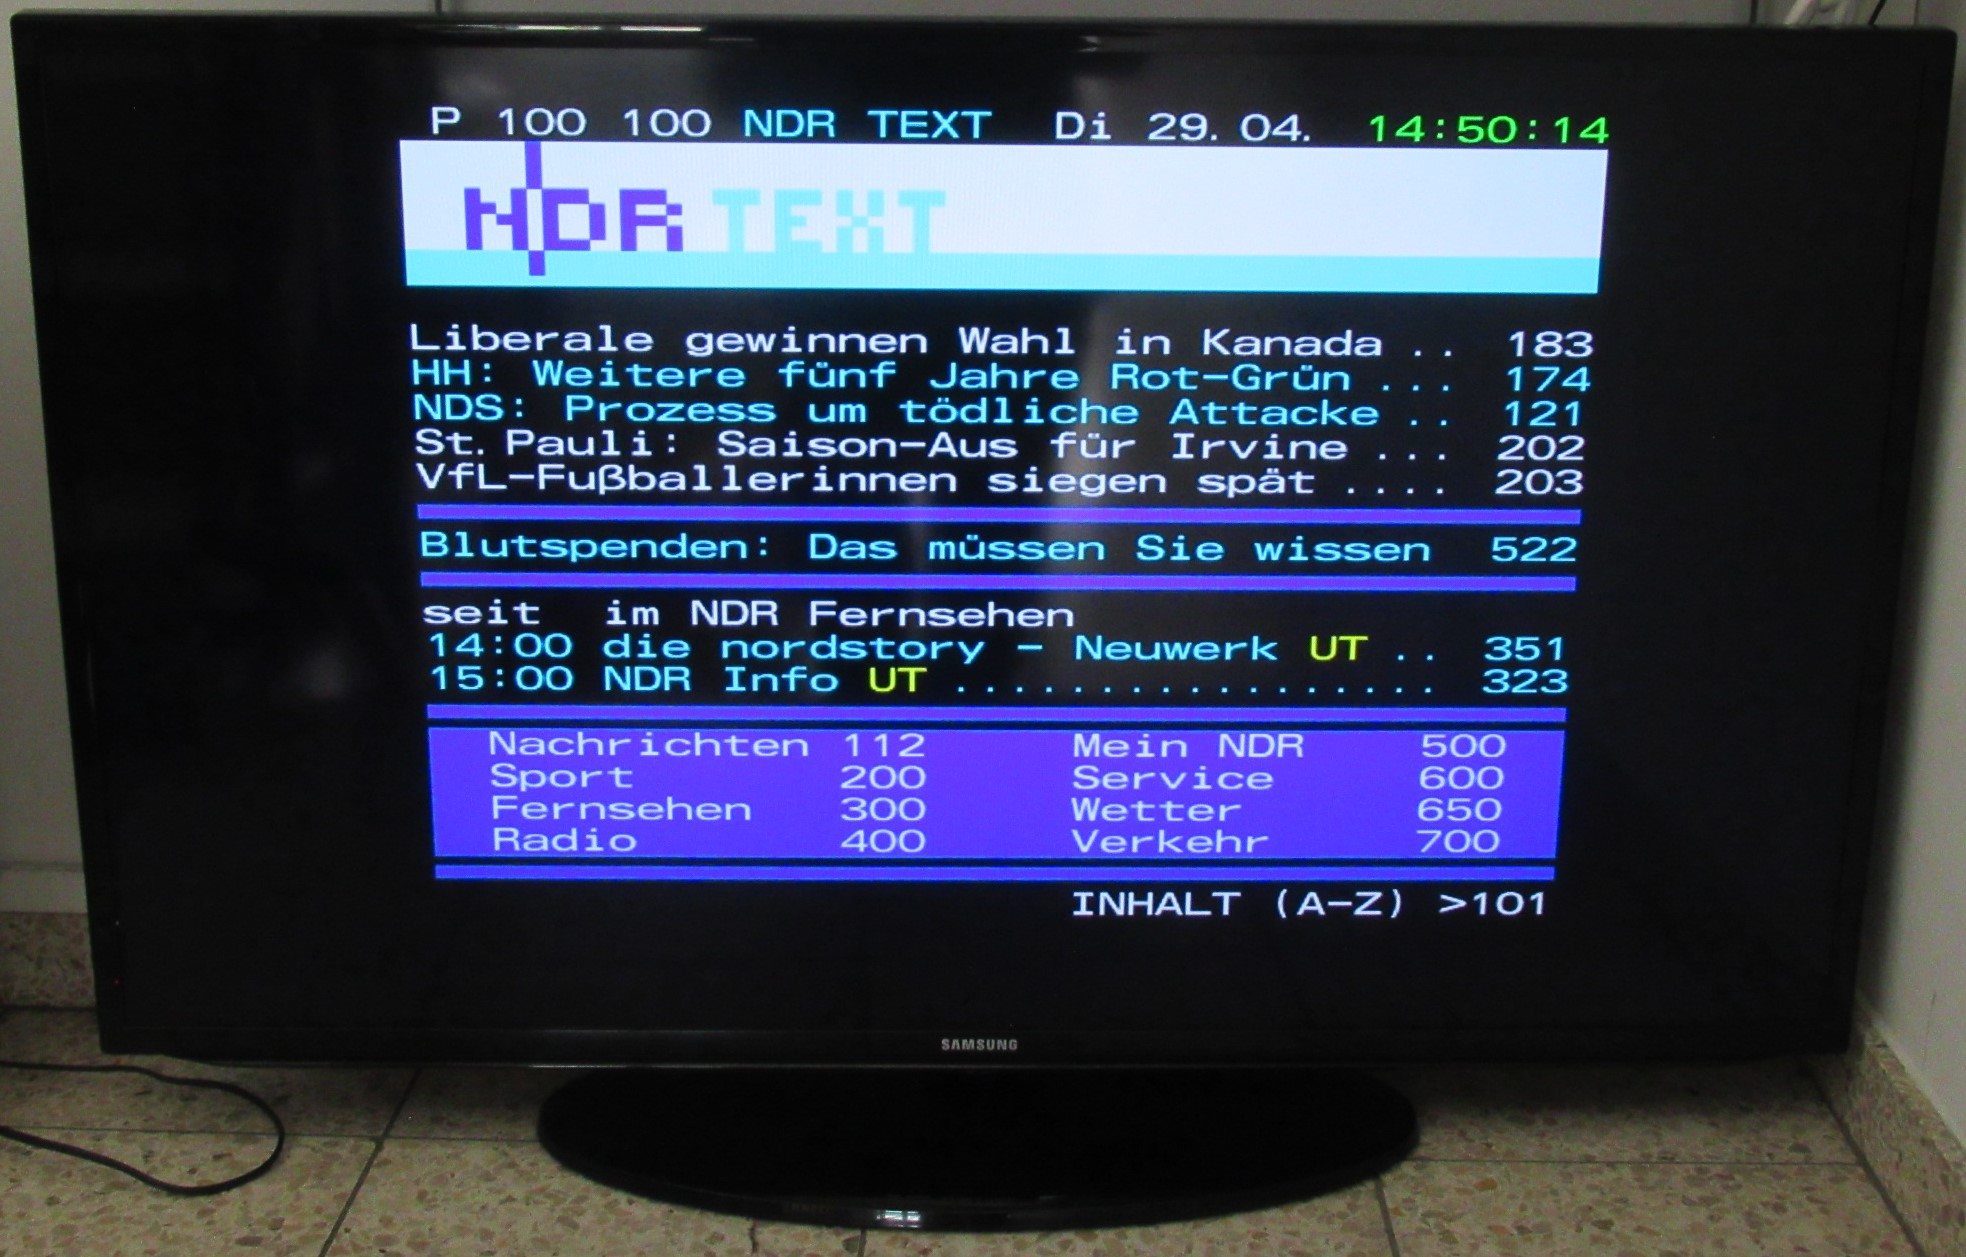 P 100 100 NDR TEXT Di 29.04. 14:50:14
NDR TEXT
Liberale gewinnen Wahl in Kanada .. 183
HH: Weitere fünf Jahre Rot-Grün ... 174
NDS: Prozess um tödliche Attacke .. 121
St.Pauli: Saison-Aus für Irvine ... 202
VfL-Fußballerinnen siegen spät .... 203
Blutspenden: Das müssen Sie wissen 522
seit im NDR Fernsehen
14:00 die nordstory - Neuwerk UT .. 351
15:00 NDR Info UT ................. 323
Nachrichten 112 Mein NDR 500
Sport 200 Service 600
Fernsehen 300 Wetter 650
Radio 400 Verkehr 700
INHALT (A-Z) >101
SAMSUNG